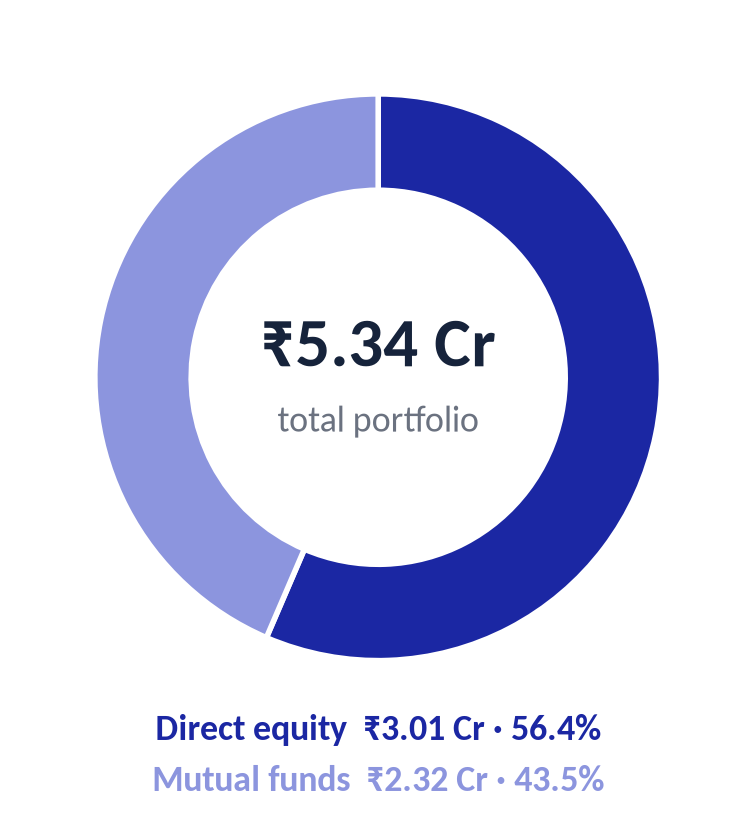 ₹5.34 Cr
total portfolio
Direct equity ₹3.01 Cr · 56.4%
Mutual funds ₹2.32 Cr · 43.5%